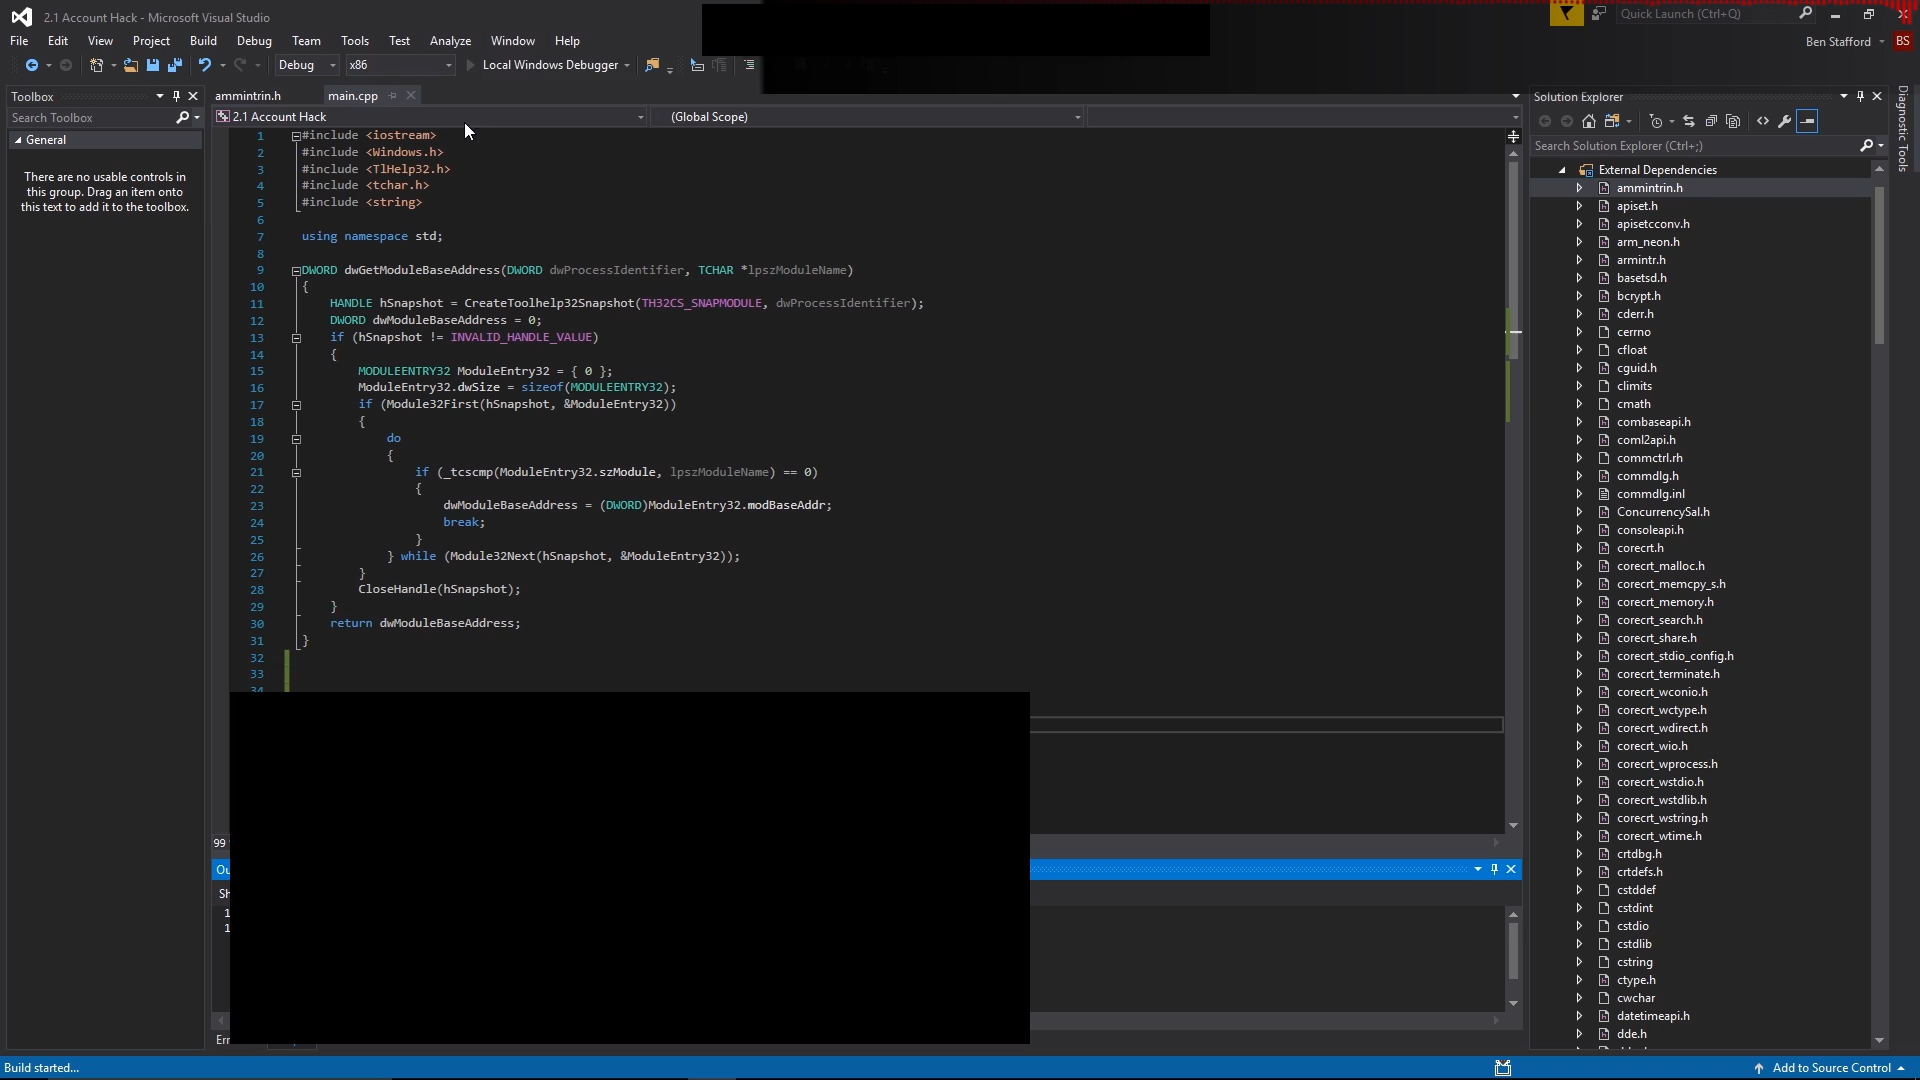 2.1 Account Hack - Microsoft Visual Studio
Quick Launch (Ctrl+Q)
File Edit View Project Build Debug Team Tools Test Analyze Window Help
Ben Stafford BS
Debug x86 Local Windows Debugger
Toolbox
Search Toolbox
General
There are no usable controls in
this group. Drag an item onto
this text to add it to the toolbox.
ammintrin.h main.cpp
2.1 Account Hack (Global Scope)
1 #include <iostream>
2 #include <Windows.h>
3 #include <TlHelp32.h>
4 #include <tchar.h>
5 #include <string>
6
7 using namespace std;
8
9 DWORD dwGetModuleBaseAddress(DWORD dwProcessIdentifier, TCHAR *lpszModuleName)
10 {
11 HANDLE hSnapshot = CreateToolhelp32Snapshot(TH32CS_SNAPMODULE, dwProcessIdentifier);
12 DWORD dwModuleBaseAddress = 0;
13 if (hSnapshot != INVALID_HANDLE_VALUE)
14 {
15 MODULEENTRY32 ModuleEntry32 = { 0 };
16 ModuleEntry32.dwSize = sizeof(MODULEENTRY32);
17 if (Module32First(hSnapshot, &ModuleEntry32))
18 {
19 do
20 {
21 if (_tcscmp(ModuleEntry32.szModule, lpszModuleName) == 0)
22 {
23 dwModuleBaseAddress = (DWORD)ModuleEntry32.modBaseAddr;
24 break;
25 }
26 } while (Module32Next(hSnapshot, &ModuleEntry32));
27 }
28 CloseHandle(hSnapshot);
29 }
30 return dwModuleBaseAddress;
31 }
32
33
34
99
1
1
Solution Explorer
Search Solution Explorer (Ctrl+;)
External Dependencies
ammintrin.h
apiset.h
apisetcconv.h
arm_neon.h
armintr.h
basetsd.h
bcrypt.h
cderr.h
cerrno
cfloat
cguid.h
climits
cmath
combaseapi.h
coml2api.h
commctrl.rh
commdlg.h
commdlg.inl
ConcurrencySal.h
consoleapi.h
corecrt.h
corecrt_malloc.h
corecrt_memcpy_s.h
corecrt_memory.h
corecrt_search.h
corecrt_share.h
corecrt_stdio_config.h
corecrt_terminate.h
corecrt_wconio.h
corecrt_wctype.h
corecrt_wdirect.h
corecrt_wio.h
corecrt_wprocess.h
corecrt_wstdio.h
corecrt_wstdlib.h
corecrt_wstring.h
corecrt_wtime.h
crtdbg.h
crtdefs.h
cstddef
cstdint
cstdio
cstdlib
cstring
ctype.h
cwchar
datetimeapi.h
dde.h
Diagnostic Tools
Build started...
Add to Source Control